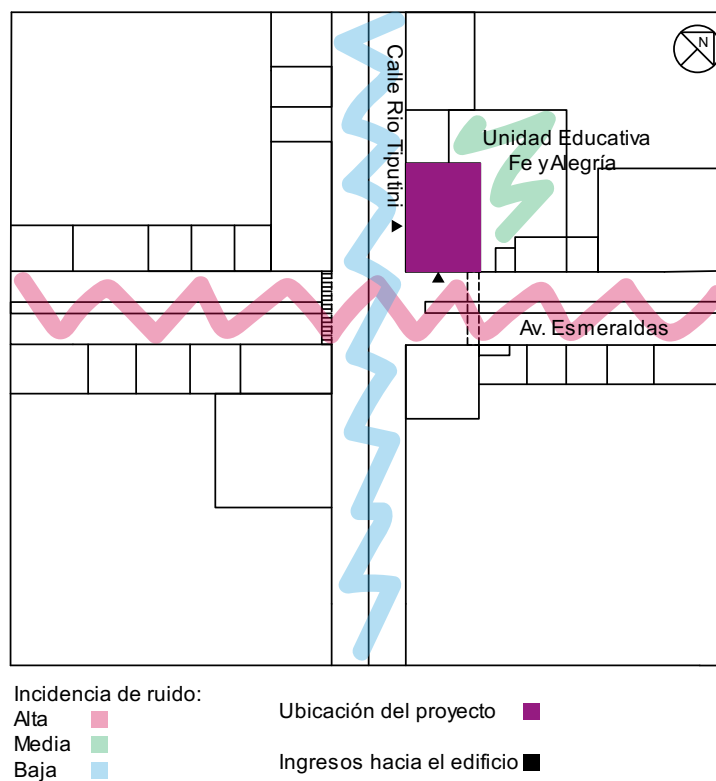 N
Calle Rio Tiputini
Unidad Educativa
Fe yAlegría
Av. Esmeraldas
Incidencia de ruido:
Alta
Media
Baja
Ubicación del proyecto
Ingresos hacia el edificio